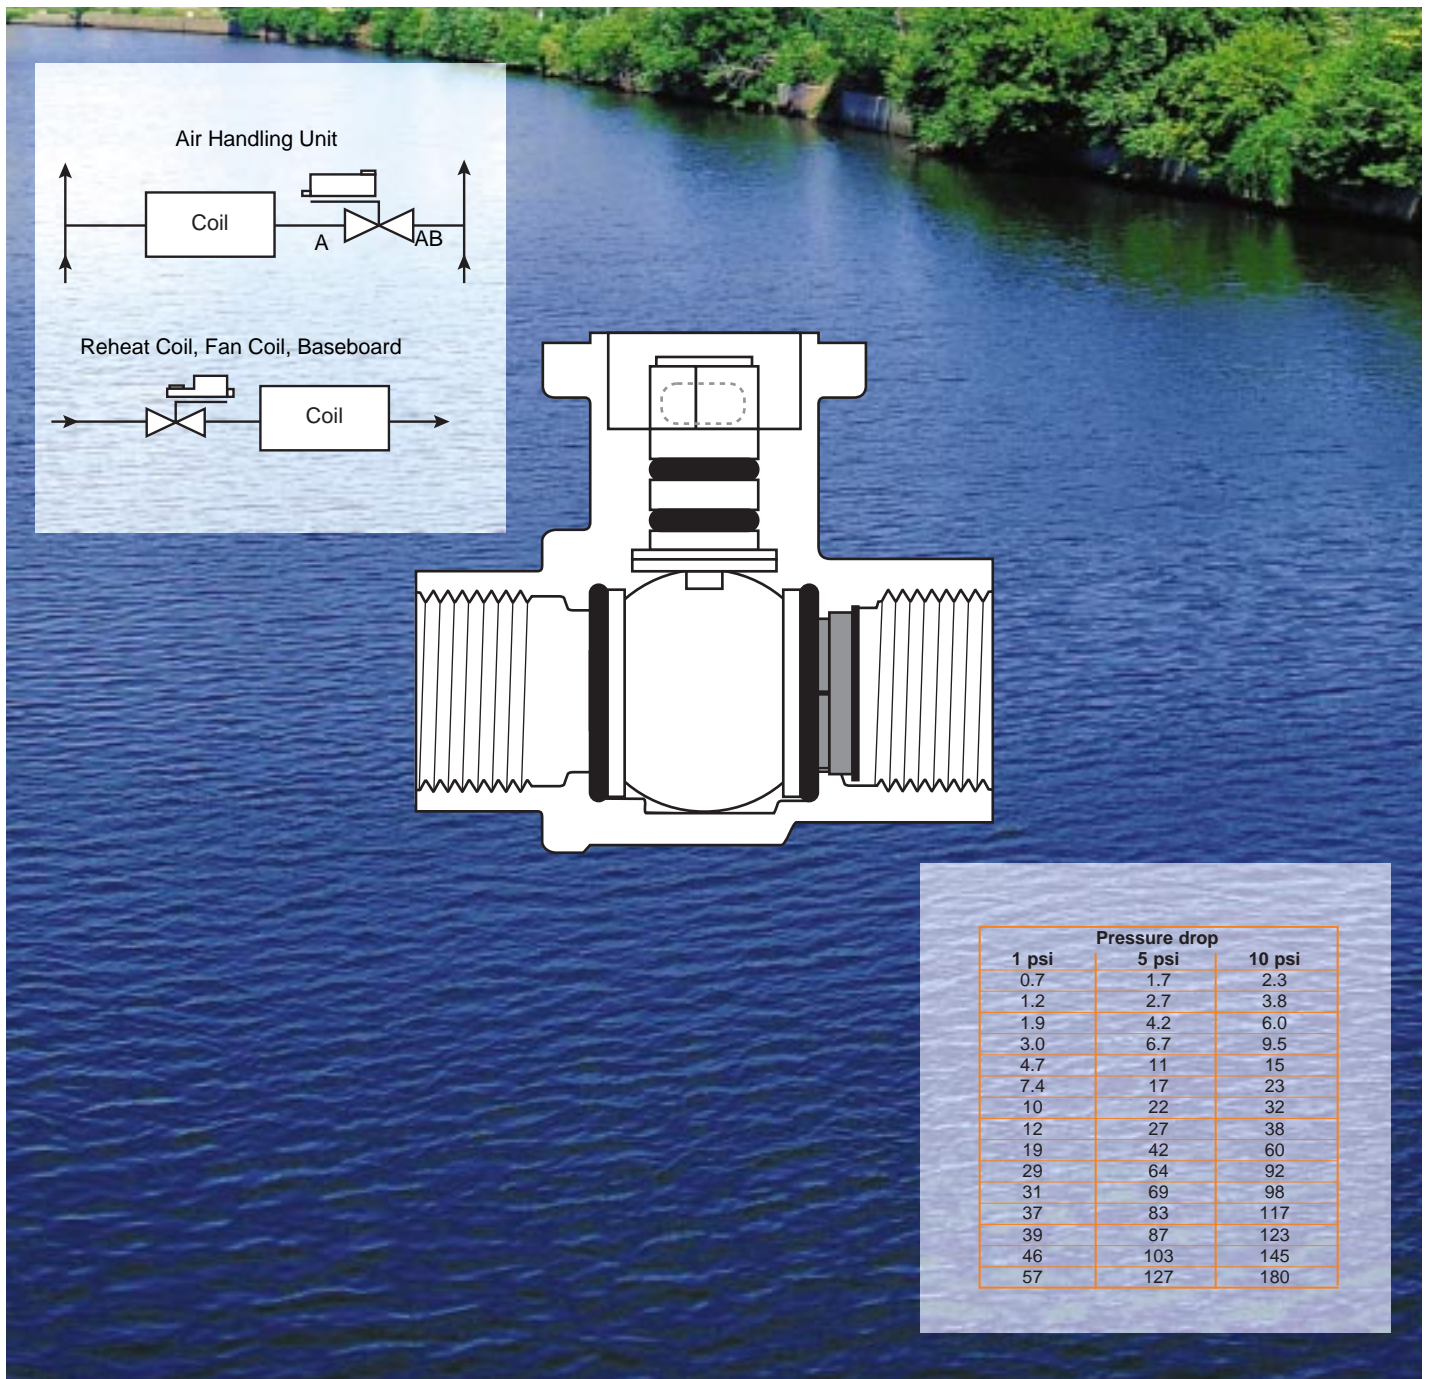 Air Handling Unit
Coil
A
AB
Reheat Coil, Fan Coil, Baseboard
Coil
Pressure drop
1 psi 5 psi 10 psi
0.7 1.7 2.3
1.2 2.7 3.8
1.9 4.2 6.0
3.0 6.7 9.5
4.7 11 15
7.4 17 23
10 22 32
12 27 38
19 42 60
29 64 92
31 69 98
37 83 117
39 87 123
46 103 145
57 127 180